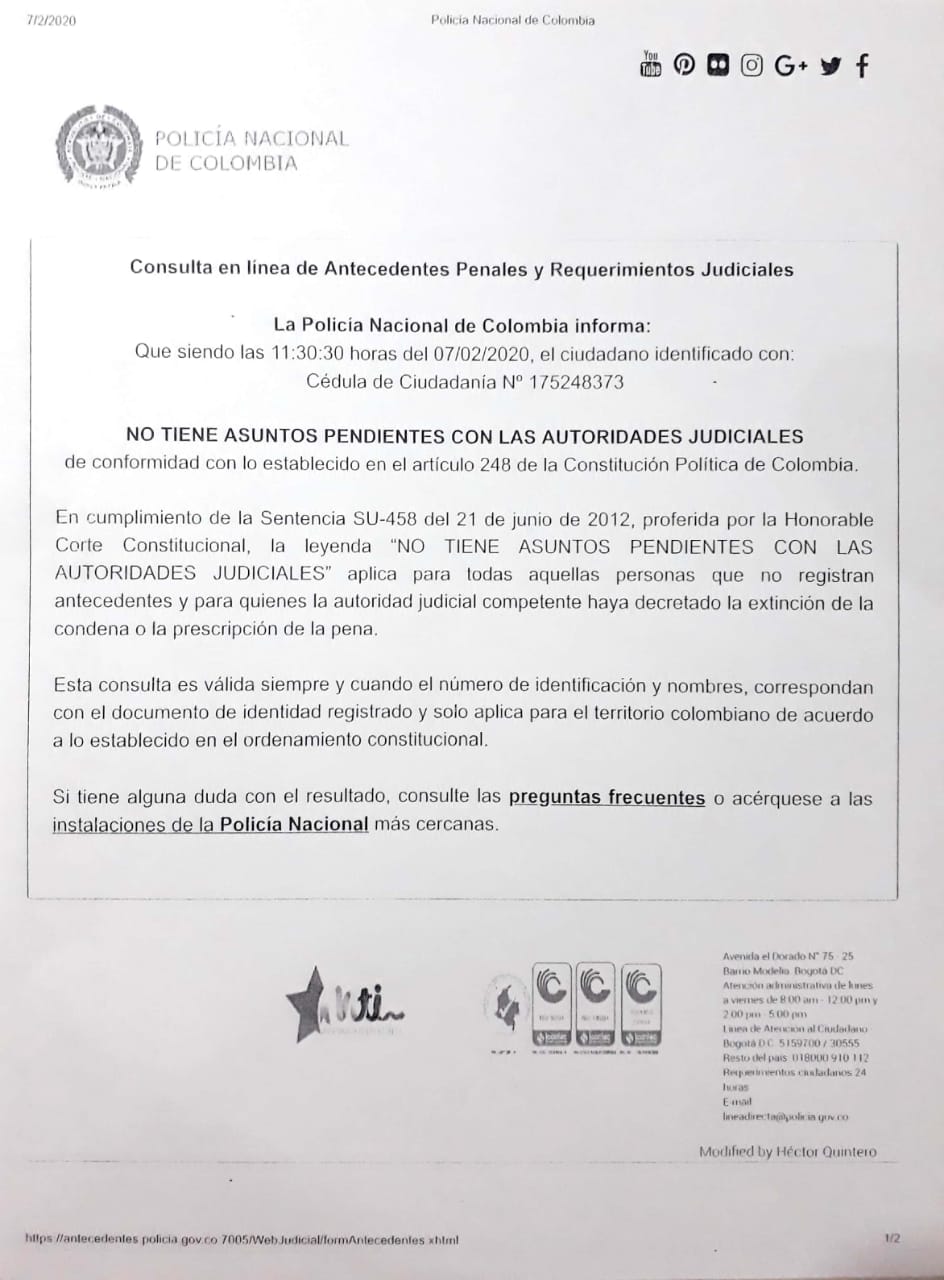 7/2/2020
Policía Nacional de Colombia
You
Tube
G+
POLICÍA NACIONAL
DE COLOMBIA
Consulta en línea de Antecedentes Penales y Requerimientos Judiciales
La Policía Nacional de Colombia informa:
Que siendo las 11:30:30 horas del 07/02/2020, el ciudadano identificado con:
Cédula de Ciudadanía Nº 175248373
NO TIENE ASUNTOS PENDIENTES CON LAS AUTORIDADES JUDICIALES
de conformidad con lo establecido en el artículo 248 de la Constitución Política de Colombia.
En cumplimiento de la Sentencia SU-458 del 21 de junio de 2012, proferida por la Honorable
Corte Constitucional, la leyenda “NO TIENE ASUNTOS PENDIENTES CON LAS
AUTORIDADES JUDICIALES” aplica para todas aquellas personas que no registran
antecedentes y para quienes la autoridad judicial competente haya decretado la extinción de la
condena o la prescripción de la pena.
Esta consulta es válida siempre y cuando el número de identificación y nombres, correspondan
con el documento de identidad registrado y solo aplica para el territorio colombiano de acuerdo
a lo establecido en el ordenamiento constitucional.
Si tiene alguna duda con el resultado, consulte las preguntas frecuentes o acérquese a las
instalaciones de la Policía Nacional más cercanas.
icontec icontec icontec
Avenida el Dorado N° 75 - 25
Barrio Modelia, Bogotá DC
Atención administrativa de lunes
a viernes de 8:00 am - 12:00 pm y
2:00 pm - 5:00 pm
Linea de Atención al Ciudadano
Bogotá D.C. 5159700 / 30555
Resto del país 018000 910 112
Requerimientos ciudadanos 24
horas
E-mail
lineadirecta@policia.gov.co
Modified by Héctor Quintero
https://antecedentes.policia.gov.co:7005/WebJudicial/formAntecedentes.xhtml
1/2